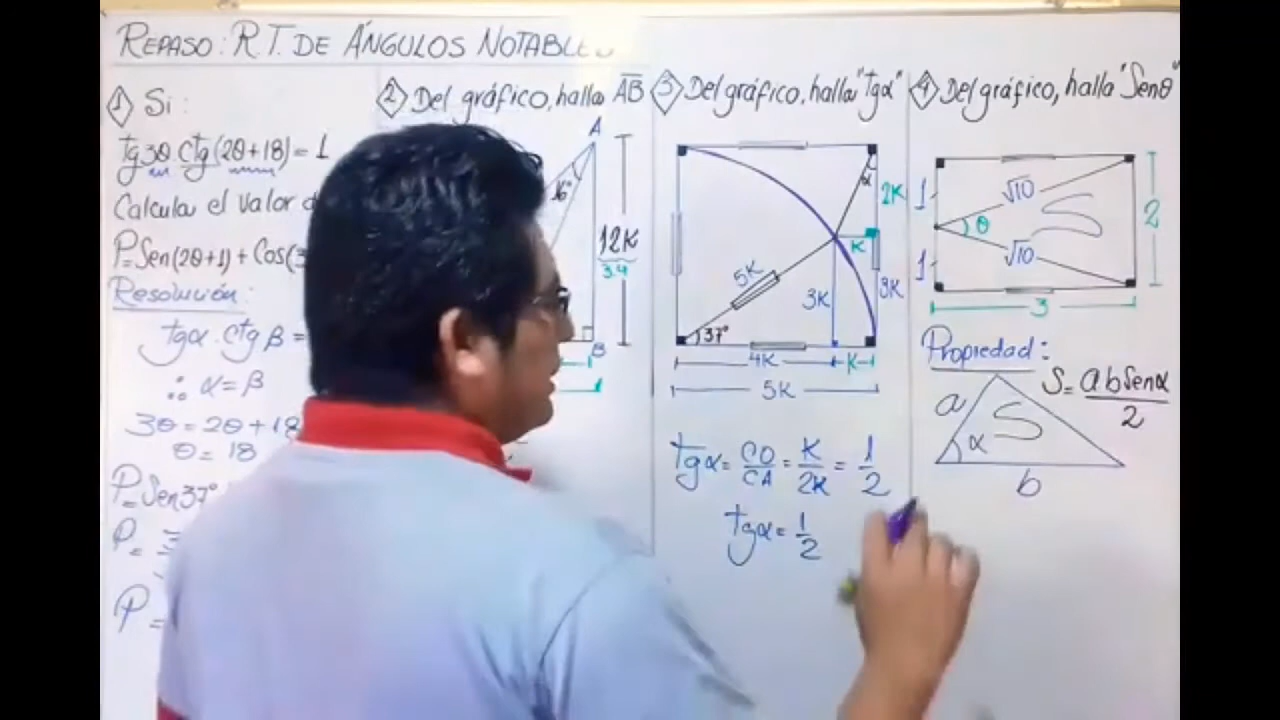 REPASO: R.T. DE ÁNGULOS NOTABLES
1 Si:
tg3θ ctg(2θ+18)=1
Calcula el valor d
P=Sen(2θ+1)+Cos(3
Resolución:
tgα.ctgβ=
∴ α=β
3θ=2θ+18
θ=18
P=Sen37°
P=
P=
2 Del gráfico, halla AB
A
16°
12K
3.4
B
3 Del gráfico, halla "tgα"
α
2K
K
5K
3K
3K
37°
4K
K
5K
tgα=CO/CA=K/2K=1/2
tgα=1/2
4 Del gráfico, halla "Senθ"
1
√10
S
2
θ
1
√10
3
Propiedad:
S=abSenα/2
a
S
α
b